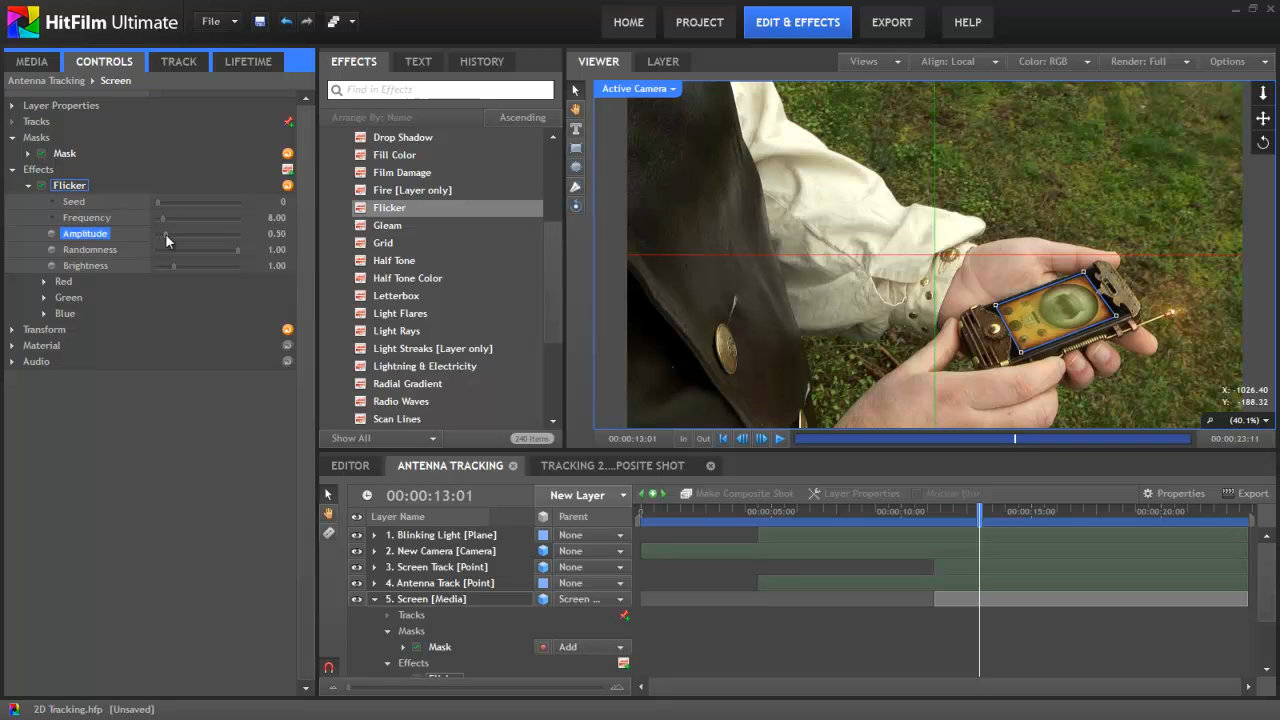 HitFilm Ultimate
File
HOME
PROJECT
EDIT & EFFECTS
EXPORT
HELP
MEDIA
CONTROLS
TRACK
LIFETIME
Antenna Tracking
Screen
Layer Properties
Tracks
Masks
Mask
Effects
Flicker
Seed 0
Frequency 8.00
Amplitude 0.50
Randomness 1.00
Brightness 1.00
Red
Green
Blue
Transform
Material
Audio
EFFECTS
TEXT
HISTORY
Find in Effects
Arrange By: Name
Ascending
Drop Shadow
Fill Color
Film Damage
Fire [Layer only]
Flicker
Gleam
Grid
Half Tone
Half Tone Color
Letterbox
Light Flares
Light Rays
Light Streaks [Layer only]
Lightning & Electricity
Radial Gradient
Radio Waves
Scan Lines
Show All
240 Items
VIEWER
LAYER
Views
Align: Local
Color: RGB
Render: Full
Options
Active Camera
X: -1026.40
Y: -188.32
(40.1%)
00:00:13:01
In
Out
00:00:23:11
EDITOR
ANTENNA TRACKING
TRACKING 2....POSITE SHOT
00:00:13:01
New Layer
Make Composite Shot
Layer Properties
Motion Blur
Properties
Export
Layer Name
Parent
0
00:00:05:00
00:00:10:00
00:00:15:00
00:00:20:00
1. Blinking Light [Plane] None
2. New Camera [Camera] None
3. Screen Track [Point] None
4. Antenna Track [Point] None
5. Screen [Media] Screen ...
Tracks
Masks
Mask Add
Effects
2D Tracking.hfp [Unsaved]